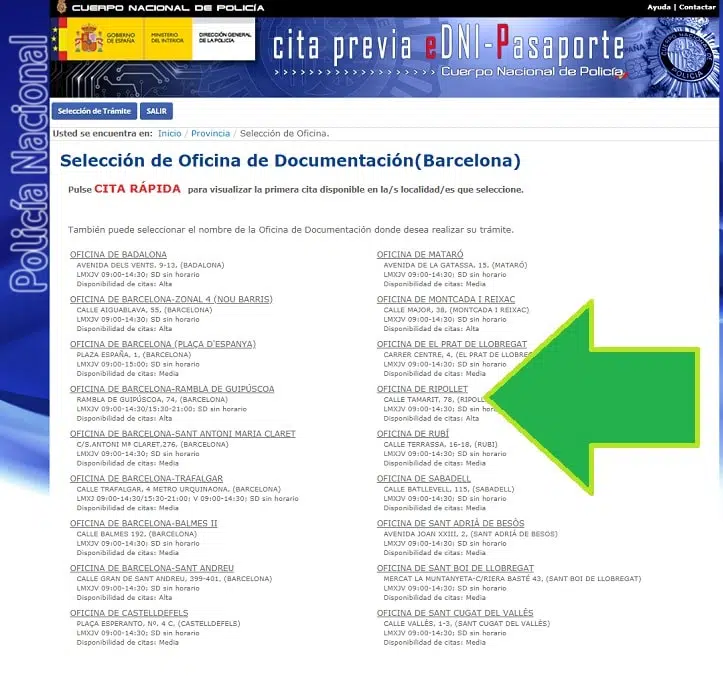 CUERPO NACIONAL DE POLICÍA
Ayuda | Contactar
GOBIERNO DE ESPAÑA
MINISTERIO DEL INTERIOR
DIRECCIÓN GENERAL DE LA POLICÍA
cita previa eDNI-Pasaporte
Cuerpo Nacional de Policía
Policía Nacional
Selección de Trámite
SALIR
Usted se encuentra en: Inicio / Provincia / Selección de Oficina.
Selección de Oficina de Documentación(Barcelona)
Pulse CITA RÁPIDA para visualizar la primera cita disponible en la/s localidad/es que seleccione.
También puede seleccionar el nombre de la Oficina de Documentación donde desea realizar su trámite.
OFICINA DE BADALONA
AVENIDA DELS VENTS, 9-13, (BADALONA)
LMXJV 09:00-14:30; SD sin horario
Disponibilidad de citas: Alta
OFICINA DE BARCELONA-ZONAL 4 (NOU BARRIS)
CALLE AIGUABLAVA, 55, (BARCELONA)
LMXJV 09:00-14:30; SD sin horario
Disponibilidad de citas: Alta
OFICINA DE BARCELONA (PLAÇA D'ESPANYA)
PLAZA ESPAÑA, 1, (BARCELONA)
LMXJV 09:00-15:00; SD sin horario
Disponibilidad de citas: Media
OFICINA DE BARCELONA-RAMBLA DE GUIPÚSCOA
RAMBLA DE GUIPÚSCOA, 74, (BARCELONA)
LMXJV 09:00-14:30/15:30-21:00; SD sin horario
Disponibilidad de citas: Alta
OFICINA DE BARCELONA-SANT ANTONI MARIA CLARET
C/S.ANTONI Mª CLARET,276, (BARCELONA)
LMXJV 09:00-14:30; SD sin horario
Disponibilidad de citas: Media
OFICINA DE BARCELONA-TRAFALGAR
CALLE TRAFALGAR, 4 METRO URQUINAONA, (BARCELONA)
LMXJ 09:00-14:30/15:30-21:00; V 09:00-14:30; SD sin horario
Disponibilidad de citas: Media
OFICINA DE BARCELONA-BALMES II
CALLE BALMES 192, (BARCELONA)
LMXJV 09:00-14:30; SD sin horario
Disponibilidad de citas: Media
OFICINA DE BARCELONA-SANT ANDREU
CALLE GRAN DE SANT ANDREU, 399-401, (BARCELONA)
LMXJV 09:00-14:30; SD sin horario
Disponibilidad de citas: Alta
OFICINA DE CASTELLDEFELS
PLAÇA ESPERANTO, Nº. 4 C, (CASTELLDEFELS)
LMXJV 09:00-14:30; SD sin horario
Disponibilidad de citas: Media
OFICINA DE MATARÓ
AVENIDA DE LA GATASSA, 15, (MATARÓ)
LMXJV 09:00-14:30; SD sin horario
Disponibilidad de citas: Media
OFICINA DE MONTCADA I REIXAC
CALLE MAJOR, 38, (MONTCADA I REIXAC)
LMXJV 09:00-14:30; SD sin horario
Disponibilidad de citas: Alta
OFICINA DE EL PRAT DE LLOBREGAT
CARRER CENTRE, 4, (EL PRAT DE LLOBREG
LMXJV 09:00-14:30; SD sin horario
Disponibilidad de citas: Media
OFICINA DE RIPOLLET
CALLE TAMARIT, 78, (RIPOLL
LMXJV 09:00-14:30; SD sin hor
Disponibilidad de citas: Alta
OFICINA DE RUBÍ
CALLE TERRASSA, 16-18, (RUBI)
LMXJV 09:00-14:30; SD sin horario
Disponibilidad de citas: Media
OFICINA DE SABADELL
CALLE BATLLEVELL, 115, (SABADELL)
LMXJV 09:00-14:30; SD sin horario
Disponibilidad de citas: Media
OFICINA DE SANT ADRIÁ DE BESÓS
AVENIDA JOAN XXIII, 2, (SANT ADRIÁ DE BESOS)
LMXJV 09:00-14:30; SD sin horario
Disponibilidad de citas: Media
OFICINA DE SANT BOI DE LLOBREGAT
MERCAT LA MUNTANYETA-C/RIERA BASTÉ 43, (SANT BOI DE LLOBREGAT)
LMXJV 09:00-14:30; SD sin horario
Disponibilidad de citas: Media
OFICINA DE SANT CUGAT DEL VALLÉS
CALLE VALLÉS, 1-3, (SANT CUGAT DEL VALLÉS)
LMXJV 09:00-14:30; SD sin horario
Disponibilidad de citas: Media